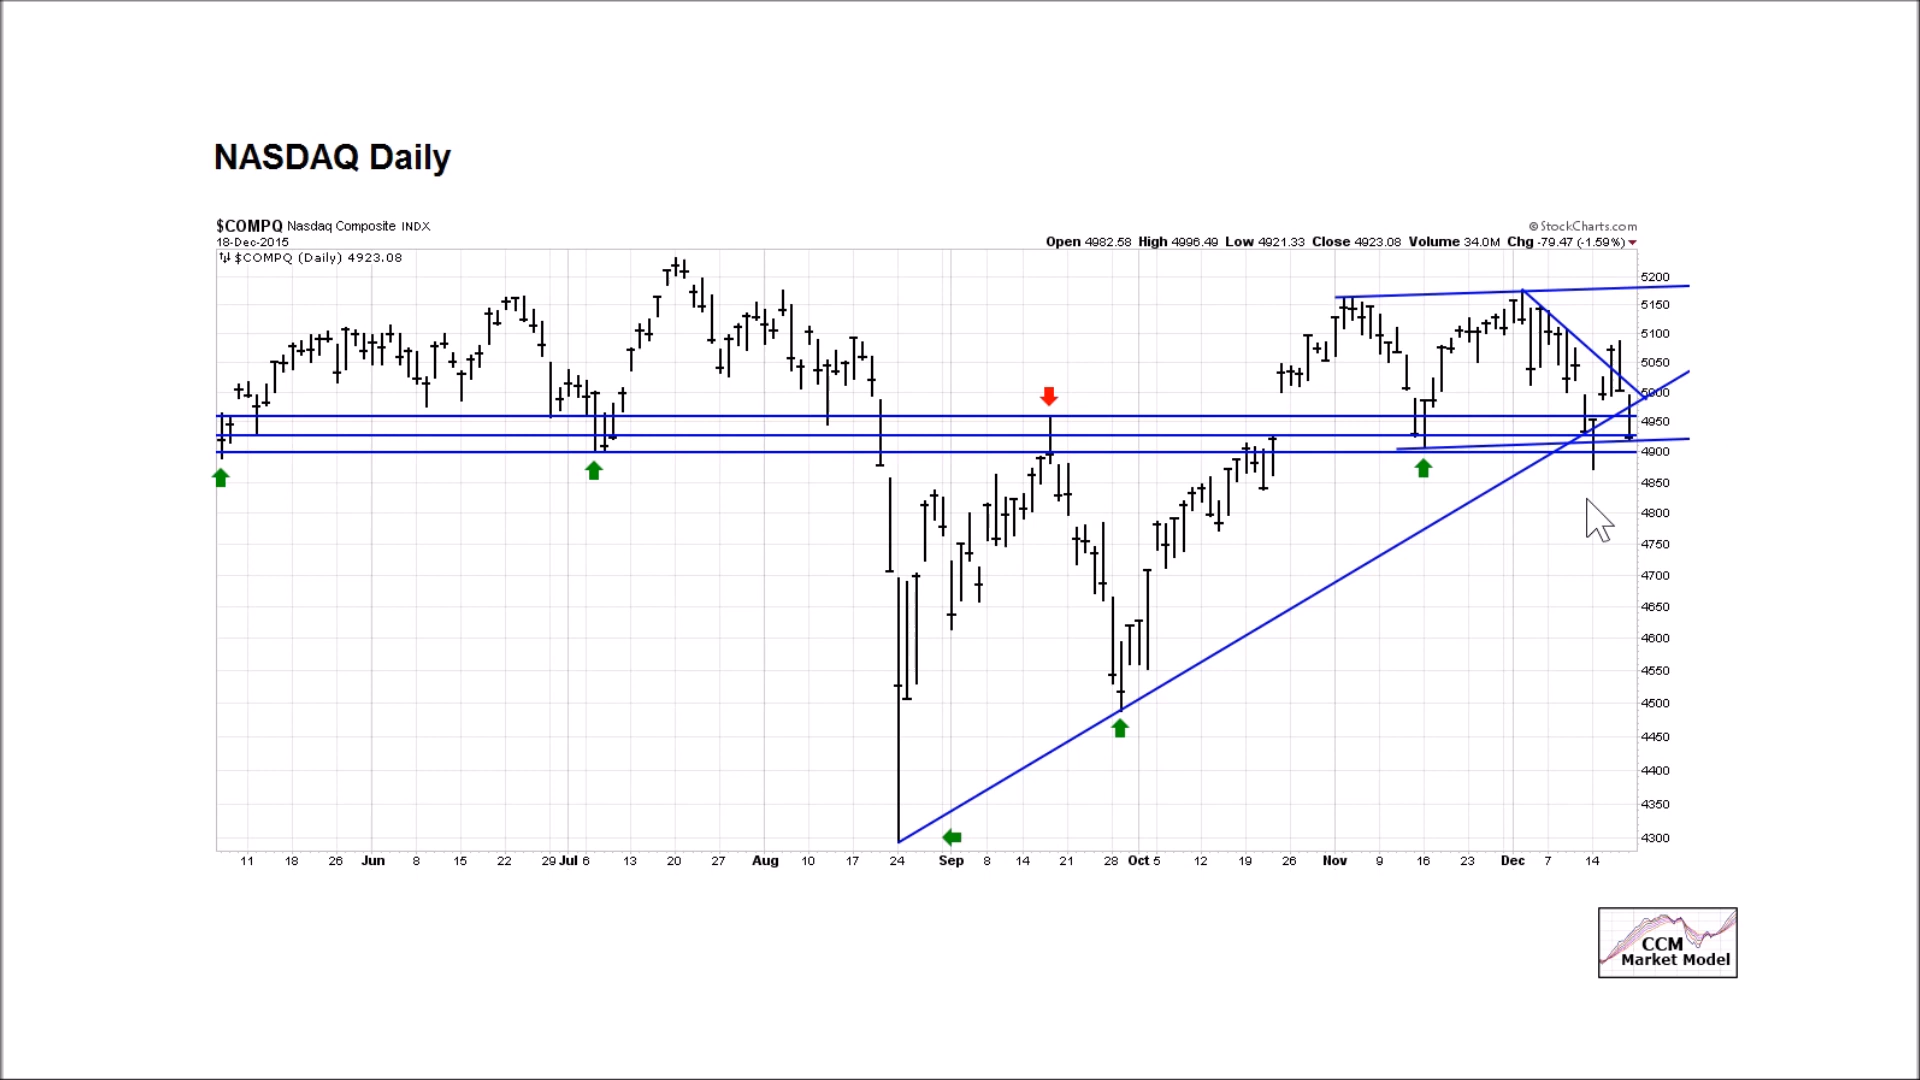 NASDAQ Daily
$COMPQ Nasdaq Composite INDX
© StockCharts.com
18-Dec-2015
Open 4982.58 High 4996.49 Low 4921.33 Close 4923.08 Volume 34.0M Chg -79.47 (-1.59%)
$COMPQ (Daily) 4923.08
5200
5150
5100
5050
5000
4950
4900
4850
4800
4750
4700
4650
4600
4550
4500
4450
4400
4350
4300
11 18 26 Jun 8 15 22 29 Jul 6 13 20 27 Aug 10 17 24 Sep 8 14 21 28 Oct 5 12 19 26 Nov 9 16 23 Dec 7 14
CCM
Market Model